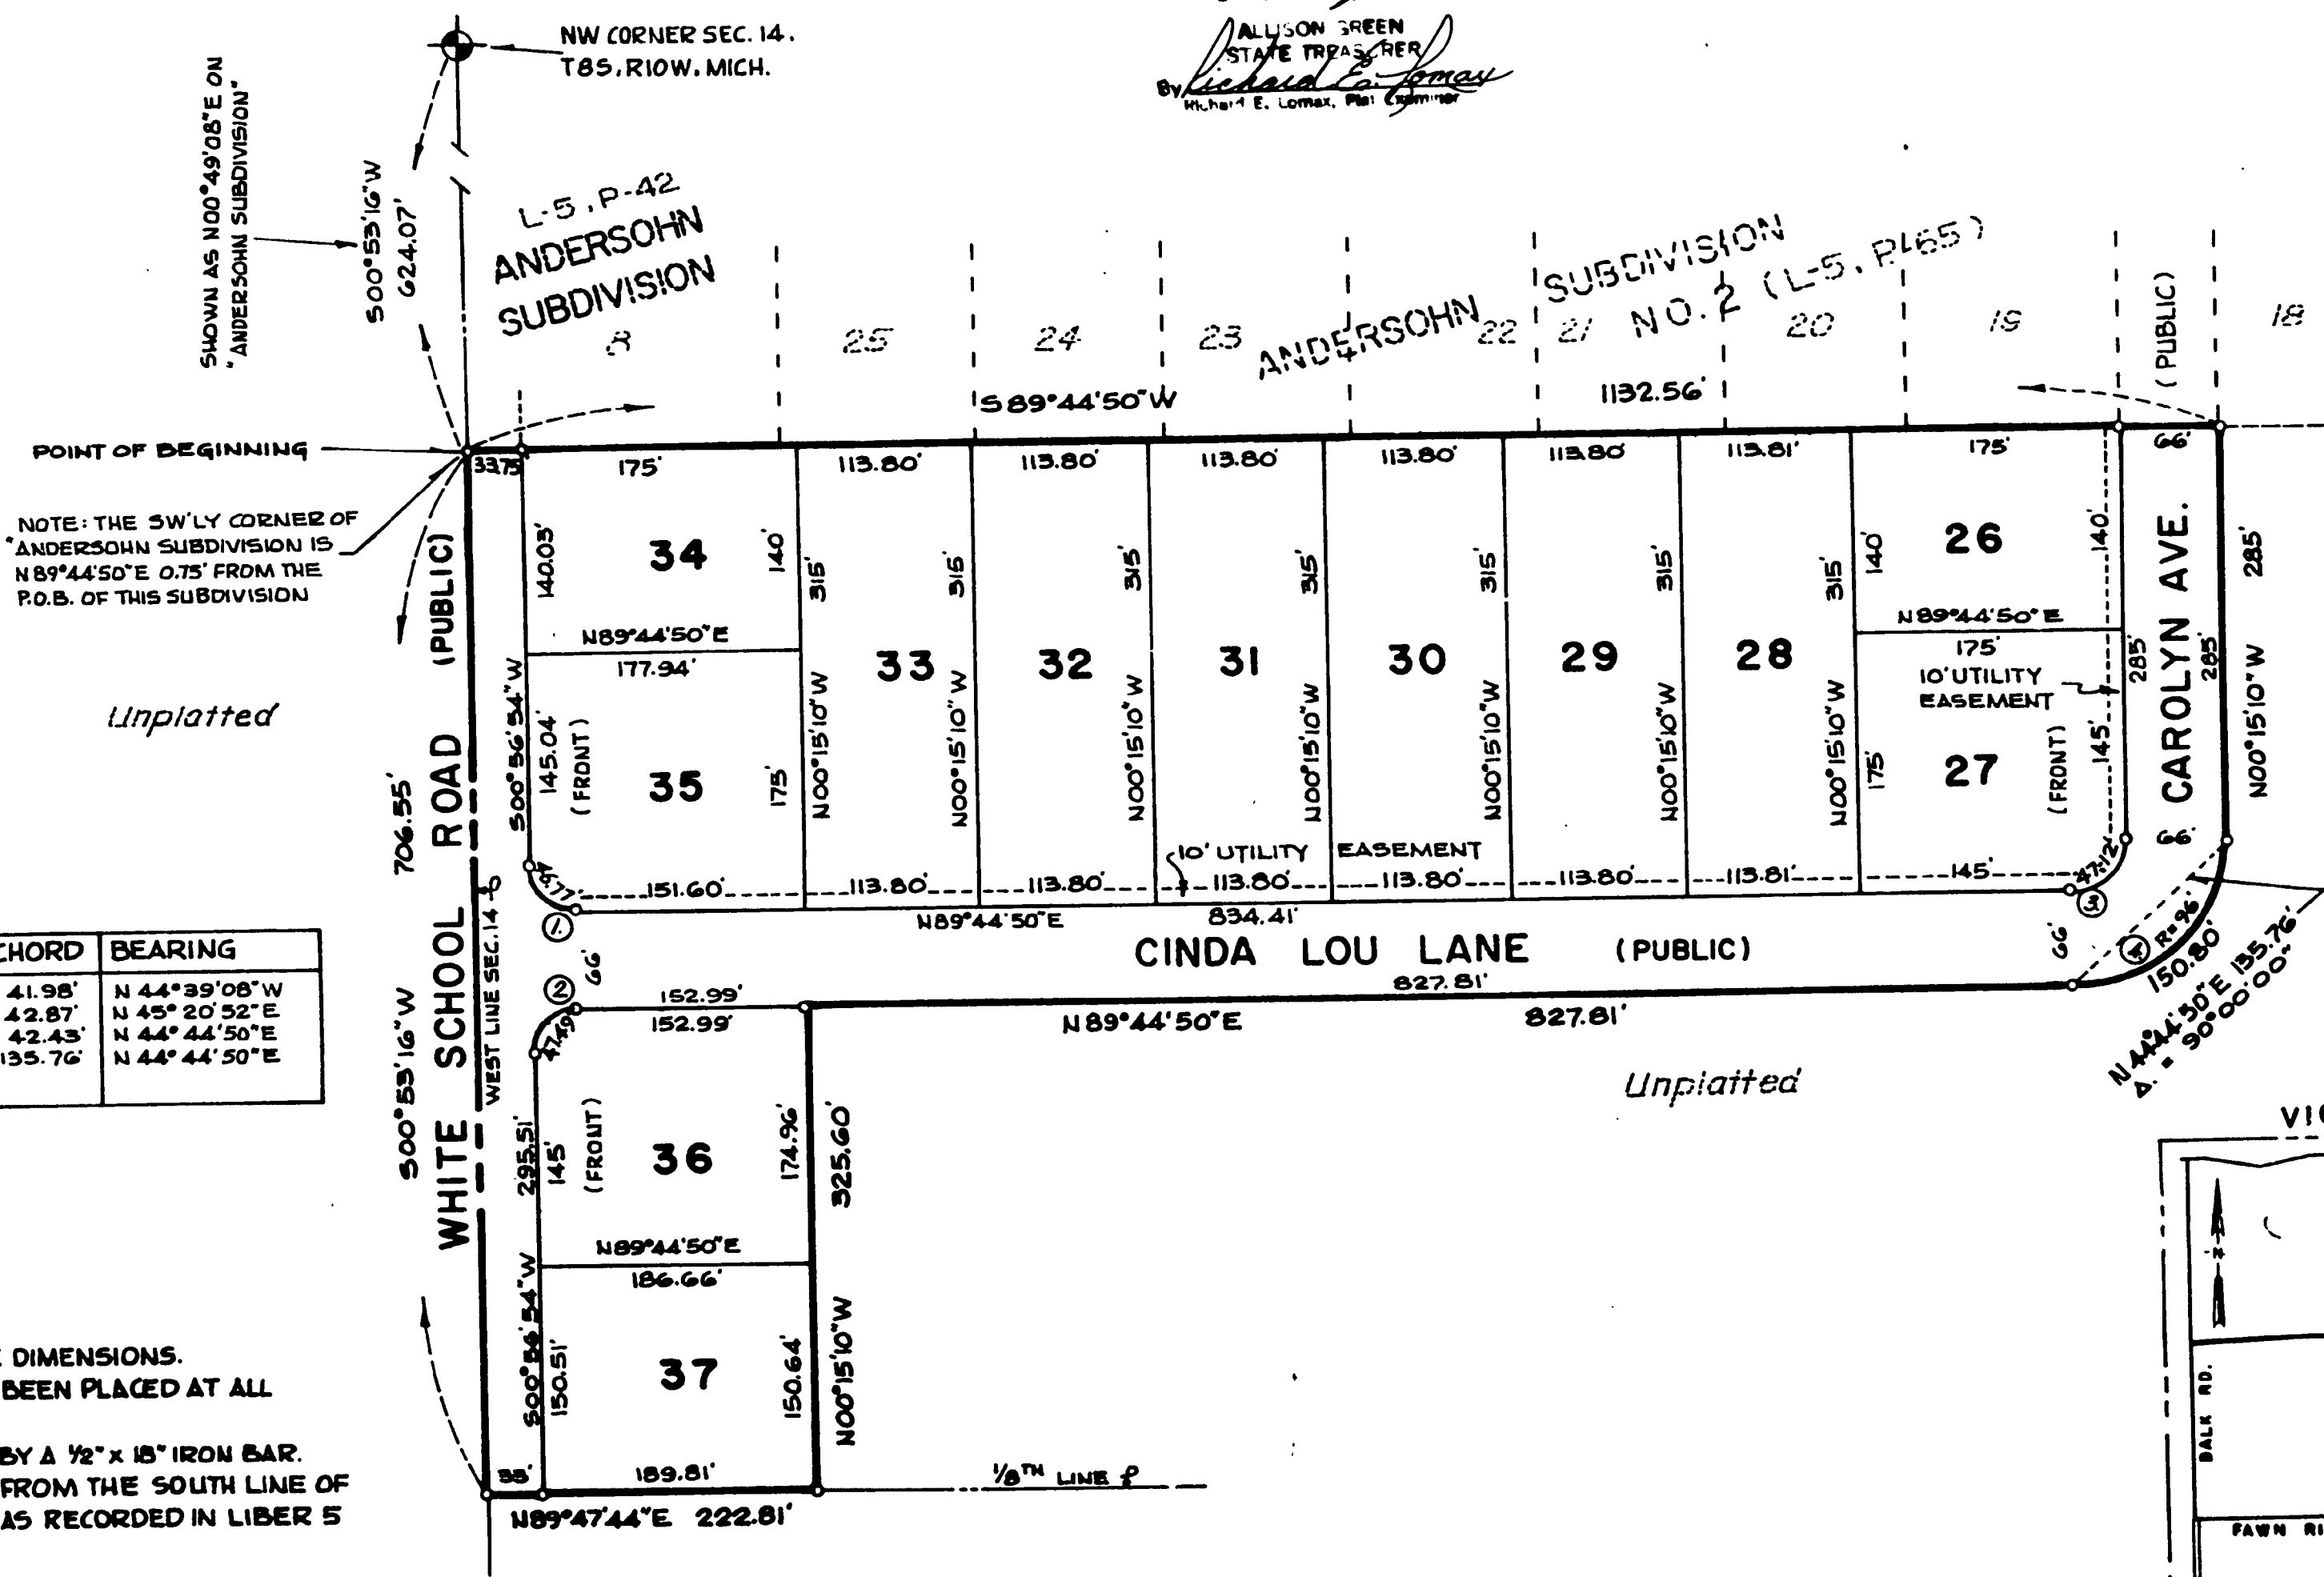 NW CORNER SEC. 14.
T8S, R10W, MICH.
ALLISON GREEN
STATE TREASURER
By Richard E. Lomax
Richard E. Lomax, Plat Examiner
SHOWN AS N00°49'08"E ON
"ANDERSOHN SUBDIVISION"
S00°53'16"W
624.07'
L-5, P-42
ANDERSOHN
SUBDIVISION
8
25
24
23
22
21
20
19
18
ANDERSOHN SUBDIVISION
NO. 2 (L-5, P-65)
(PUBLIC)
S89°44'50"W
1132.56'
POINT OF BEGINNING
NOTE: THE SW'LY CORNER OF
"ANDERSOHN SUBDIVISION IS
N89°44'50"E 0.75' FROM THE
P.O.B. OF THIS SUBDIVISION
33.75
175'
113.80'
113.80'
113.80'
113.80'
113.80'
113.81'
175'
66'
140.03'
34
140'
N89°44'50"E
177.94'
S00°56'54"W
145.04'
(FRONT)
35
175'
46.77'
151.60'
315'
N00°15'10"W
33
113.80'
315'
N00°15'10"W
32
113.80'
315'
N00°15'10"W
31
113.80'
315'
N00°15'10"W
30
113.80'
315'
N00°15'10"W
29
113.80'
315'
N00°15'10"W
28
113.81'
315'
N00°15'10"W
10' UTILITY EASEMENT
140'
26
140'
N89°44'50"E
175'
10' UTILITY
EASEMENT
175'
27
(FRONT)
145'
145'
47.12'
285'
CAROLYN AVE.
285'
285'
N00°15'10"W
66'
Unplatted
706.55'
S00°53'16"W
WHITE SCHOOL ROAD (PUBLIC)
WEST LINE SEC. 14
1.
66'
2
3.
66'
4.
R=96'
150.80'
N44°44'50"E 135.76'
Δ. = 90°00'00"
N89°44'50"E
834.41'
CINDA LOU LANE (PUBLIC)
827.81'
N89°44'50"E
827.81'
Unplatted
CHORD BEARING
41.98' N 44°39'08"W
42.87' N 45°20'52"E
42.43' N 44°44'50"E
135.76' N 44°44'50"E
152.99'
152.99'
47.49'
295.51'
145'
(FRONT)
36
174.96'
325.60'
N89°44'50"E
186.66'
S00°56'54"W
150.51'
37
150.64'
N00°15'10"W
33'
189.81'
N89°47'44"E 222.81'
1/8TH LINE
DIMENSIONS.
BEEN PLACED AT ALL
BY A 1/2" x 18" IRON BAR.
FROM THE SOUTH LINE OF
AS RECORDED IN LIBER 5
VIC
N
BALK RD.
FAWN RI